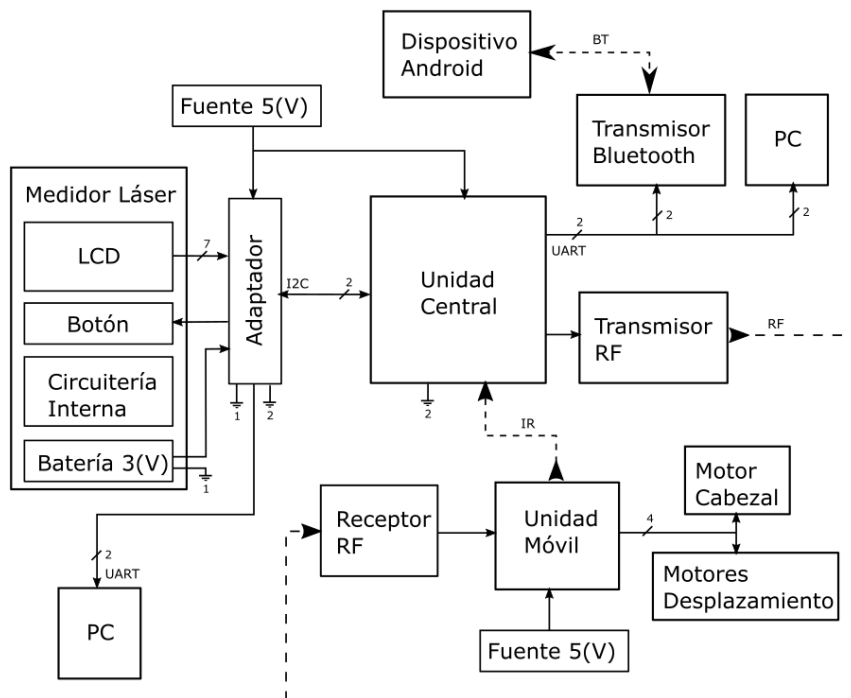 Dispositivo
Android
BT
Fuente 5(V)
Transmisor
Bluetooth
PC
Medidor Láser
LCD
7
Adaptador
I2C
2
Unidad
Central
2
UART
2
2
Botón
Transmisor
RF
RF
Circuitería
Interna
1
2
2
IR
Batería 3(V)
1
Receptor
RF
Unidad
Móvil
4
Motor
Cabezal
Motores
Desplazamiento
2
UART
PC
Fuente 5(V)